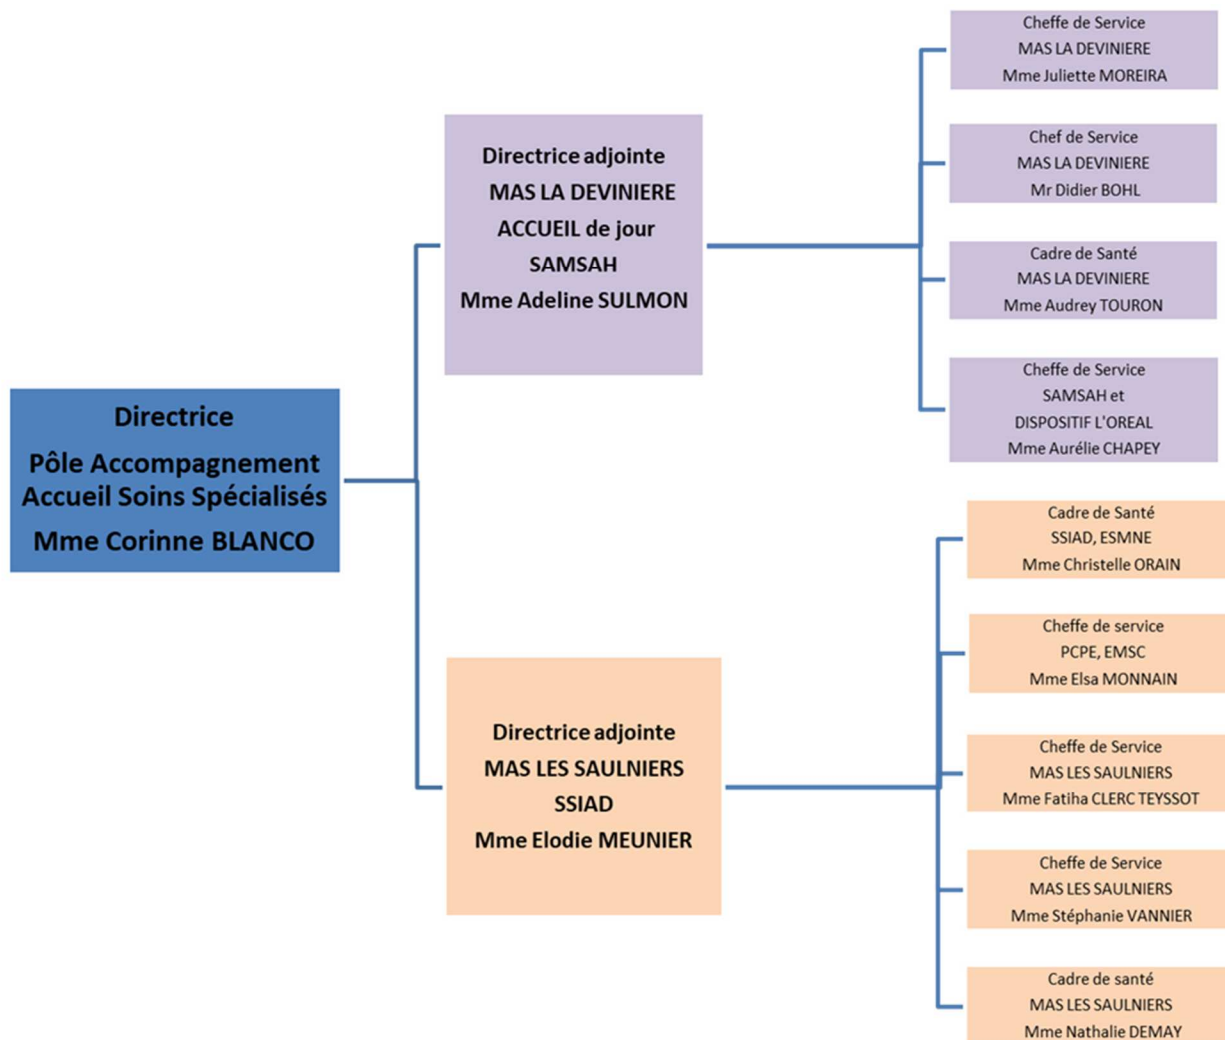 Directrice
Pôle Accompagnement
Accueil Soins Spécialisés
Mme Corinne BLANCO
Directrice adjointe
MAS LA DEVINIERE
ACCUEIL de jour
SAMSAH
Mme Adeline SULMON
Cheffe de Service
MAS LA DEVINIERE
Mme Juliette MOREIRA
Chef de Service
MAS LA DEVINIERE
Mr Didier BOHL
Cadre de Santé
MAS LA DEVINIERE
Mme Audrey TOURON
Cheffe de Service
SAMSAH et
DISPOSITIF L'OREAL
Mme Aurélie CHAPEY
Directrice adjointe
MAS LES SAULNIERS
SSIAD
Mme Elodie MEUNIER
Cadre de Santé
SSIAD, ESMNE
Mme Christelle ORAIN
Cheffe de service
PCPE, EMSC
Mme Elsa MONNAIN
Cheffe de Service
MAS LES SAULNIERS
Mme Fatiha CLERC TEYSSOT
Cheffe de Service
MAS LES SAULNIERS
Mme Stéphanie VANNIER
Cadre de santé
MAS LES SAULNIERS
Mme Nathalie DEMAY